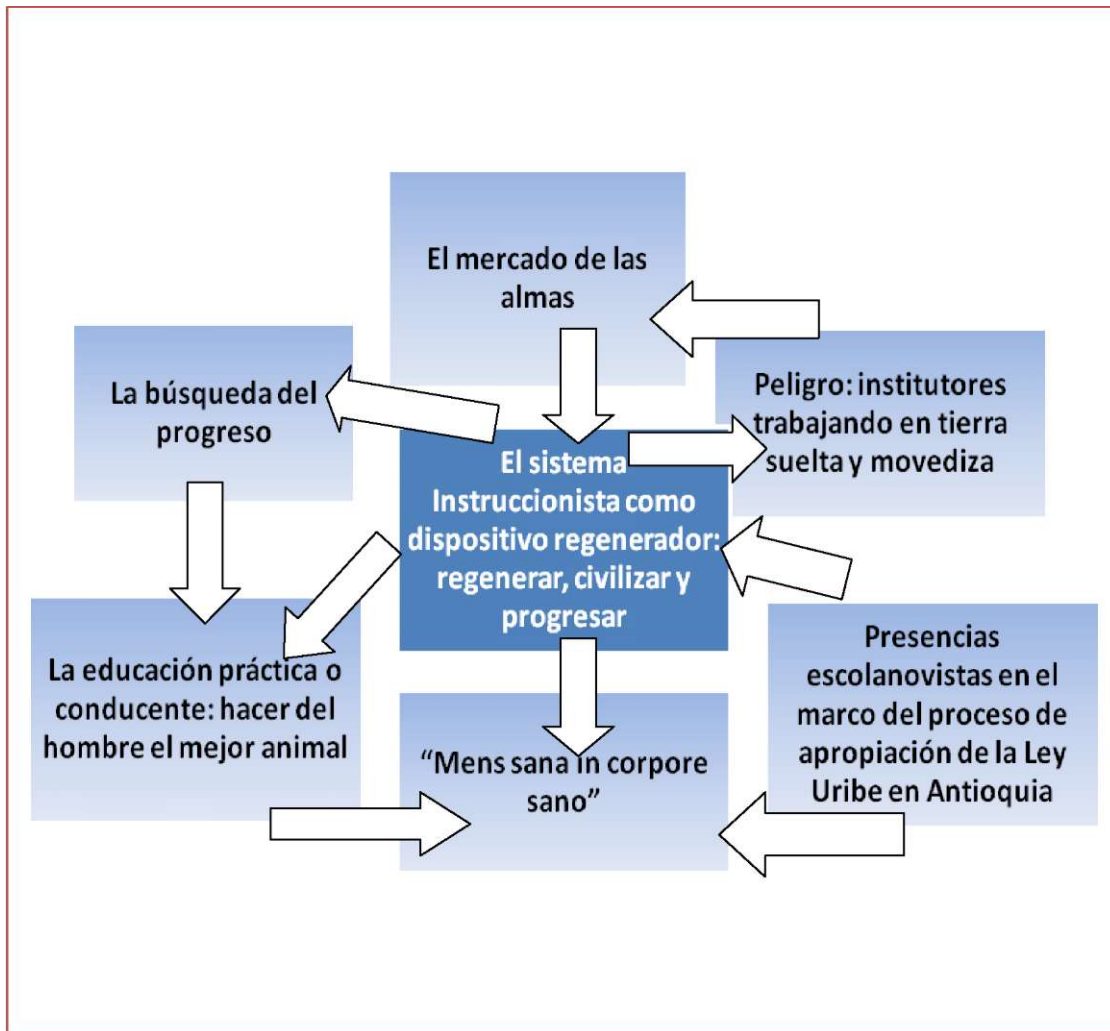 El mercado de las
almas
La búsqueda del
progreso
Peligro: institutores
trabajando en tierra
suelta y movediza
El sistema
Instruccionista como
dispositivo regenerador:
regenerar, civilizar y
progresar
La educación práctica o
conducente: hacer del
hombre el mejor animal
“Mens sana in corpore
sano”
Presencias
escolanovistas en el
marco del proceso de
apropiación de la Ley
Uribe en Antioquia